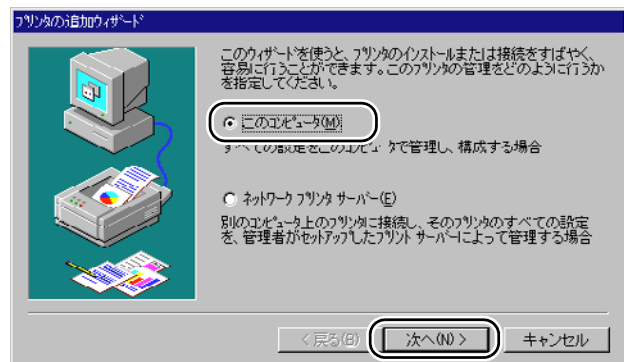 プリンタの追加ウィザード
このウィザードを使うと、プリンタのインストールまたは接続をすばやく、
容易に行うことができます。このプリンタの管理をどのように行うか
を指定してください。
このコンピュータ(M)
すべての設定をこのコンピュータで管理し、構成する場合
ネットワーク プリンタ サーバー(E)
別のコンピュータ上のプリンタに接続し、そのプリンタのすべての設定
を、管理者がセットアップしたプリント サーバーによって管理する場合
< 戻る(B)
次へ(N) >
キャンセル